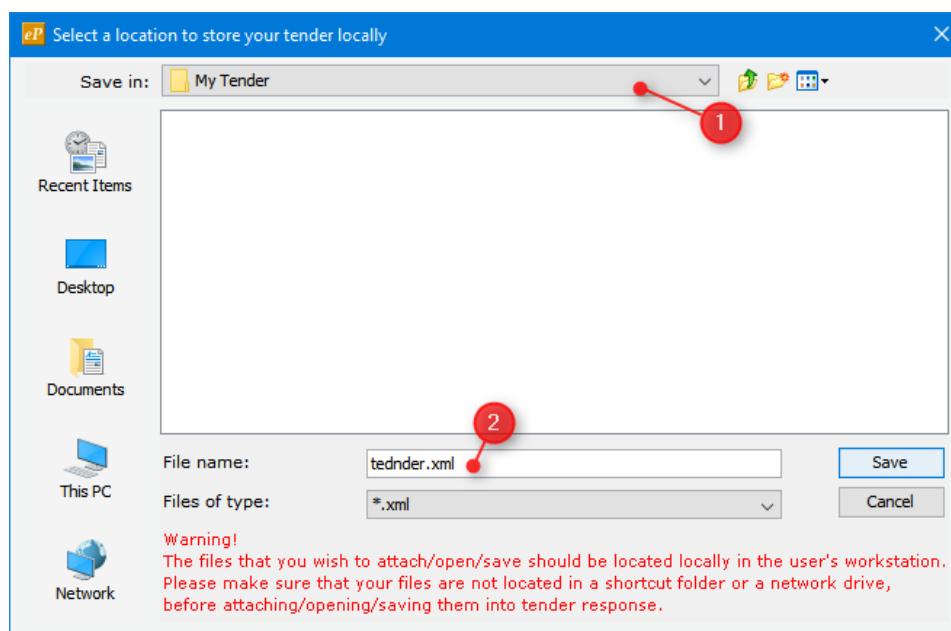 eP Select a location to store your tender locally
Save in: My Tender
1
Recent Items
Desktop
Documents
2
File name: tednder.xml Save
This PC
Files of type: *.xml Cancel
Warning!
The files that you wish to attach/open/save should be located locally in the user's workstation.
Network
Please make sure that your files are not located in a shortcut folder or a network drive,
before attaching/opening/saving them into tender response.